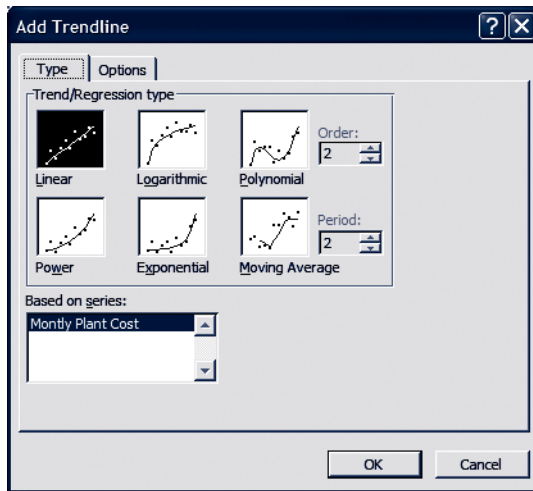 Add Trendline
Type Options
Trend/Regression type
Order:
2
Linear Logarithmic Polynomial
Period:
2
Power Exponential Moving Average
Based on series:
Montly Plant Cost
OK Cancel